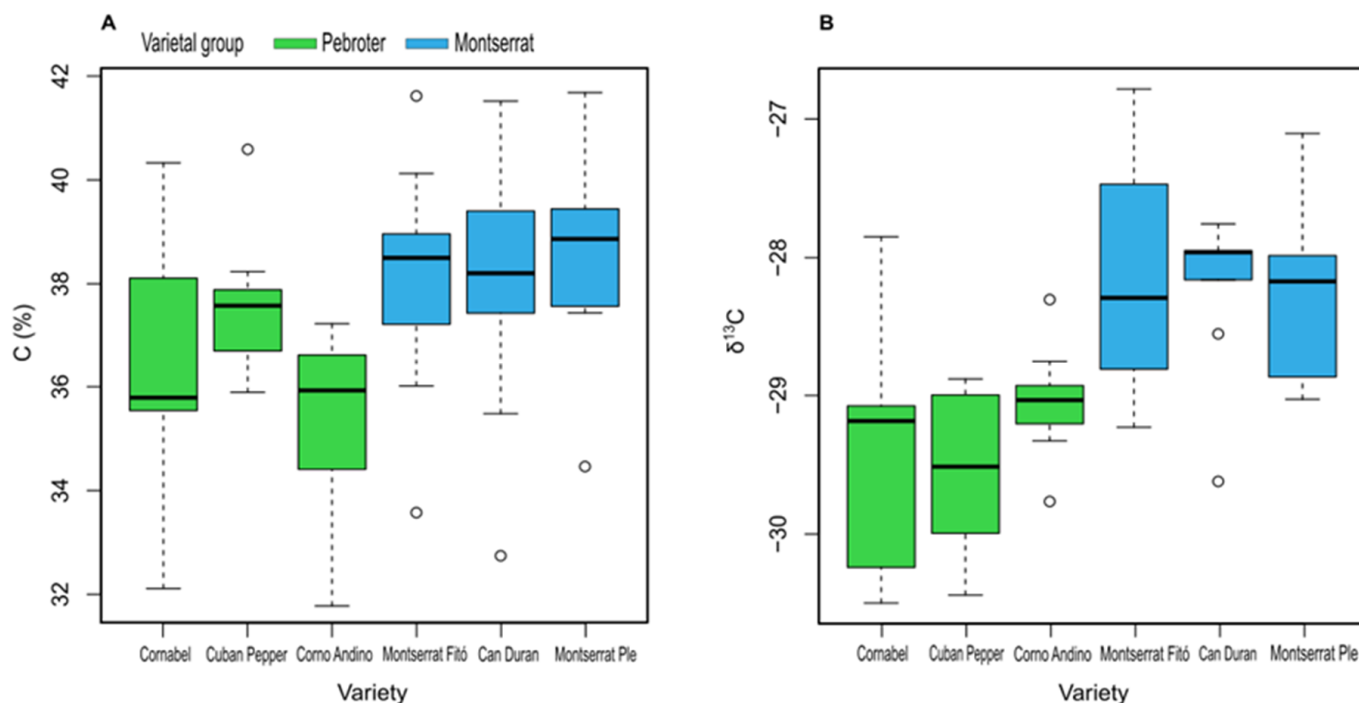 A
Varietal group Pebroter Montserrat
42
40
38
36
34
32
C (%)
Cornabel Cuban Pepper Corno Andino Montserrat Fitó Can Duran Montserrat Ple
Variety
B
−27
−28
−29
−30
δ¹³C
Cornabel Cuban Pepper Corno Andino Montserrat Fitó Can Duran Montserrat Ple
Variety